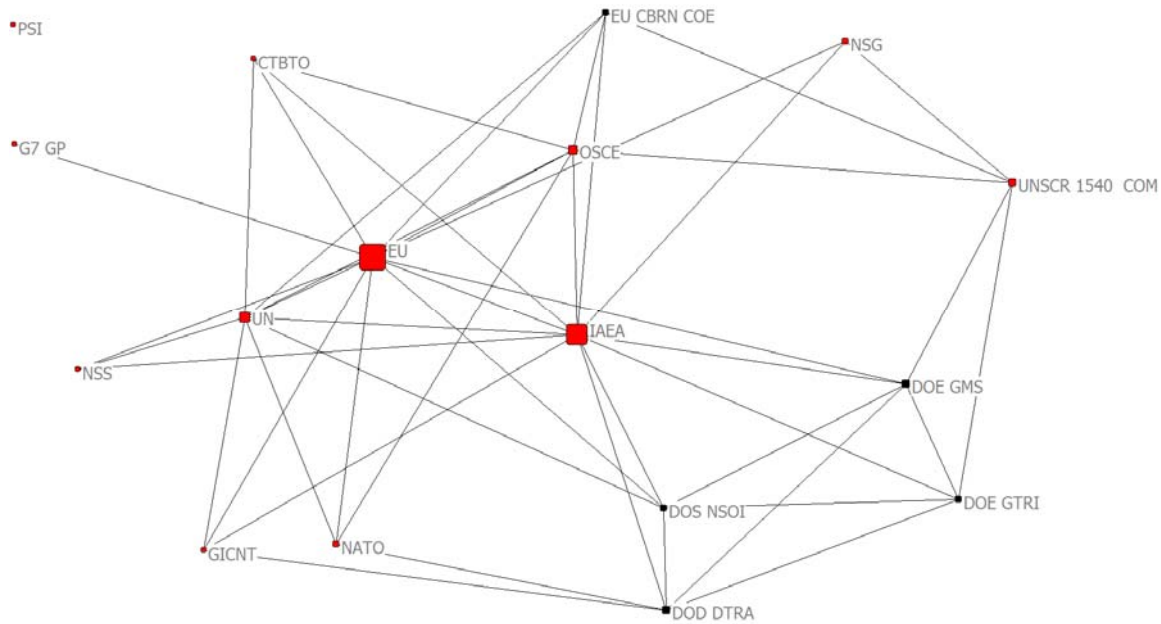 EU CBRN COE
PSI
NSG
CTBTO
G7 GP
OSCE
UNSCR 1540 COM
EU
UN
IAEA
NSS
DOE GMS
DOE GTRI
DOS NSOI
NATO
GICNT
DOD DTRA